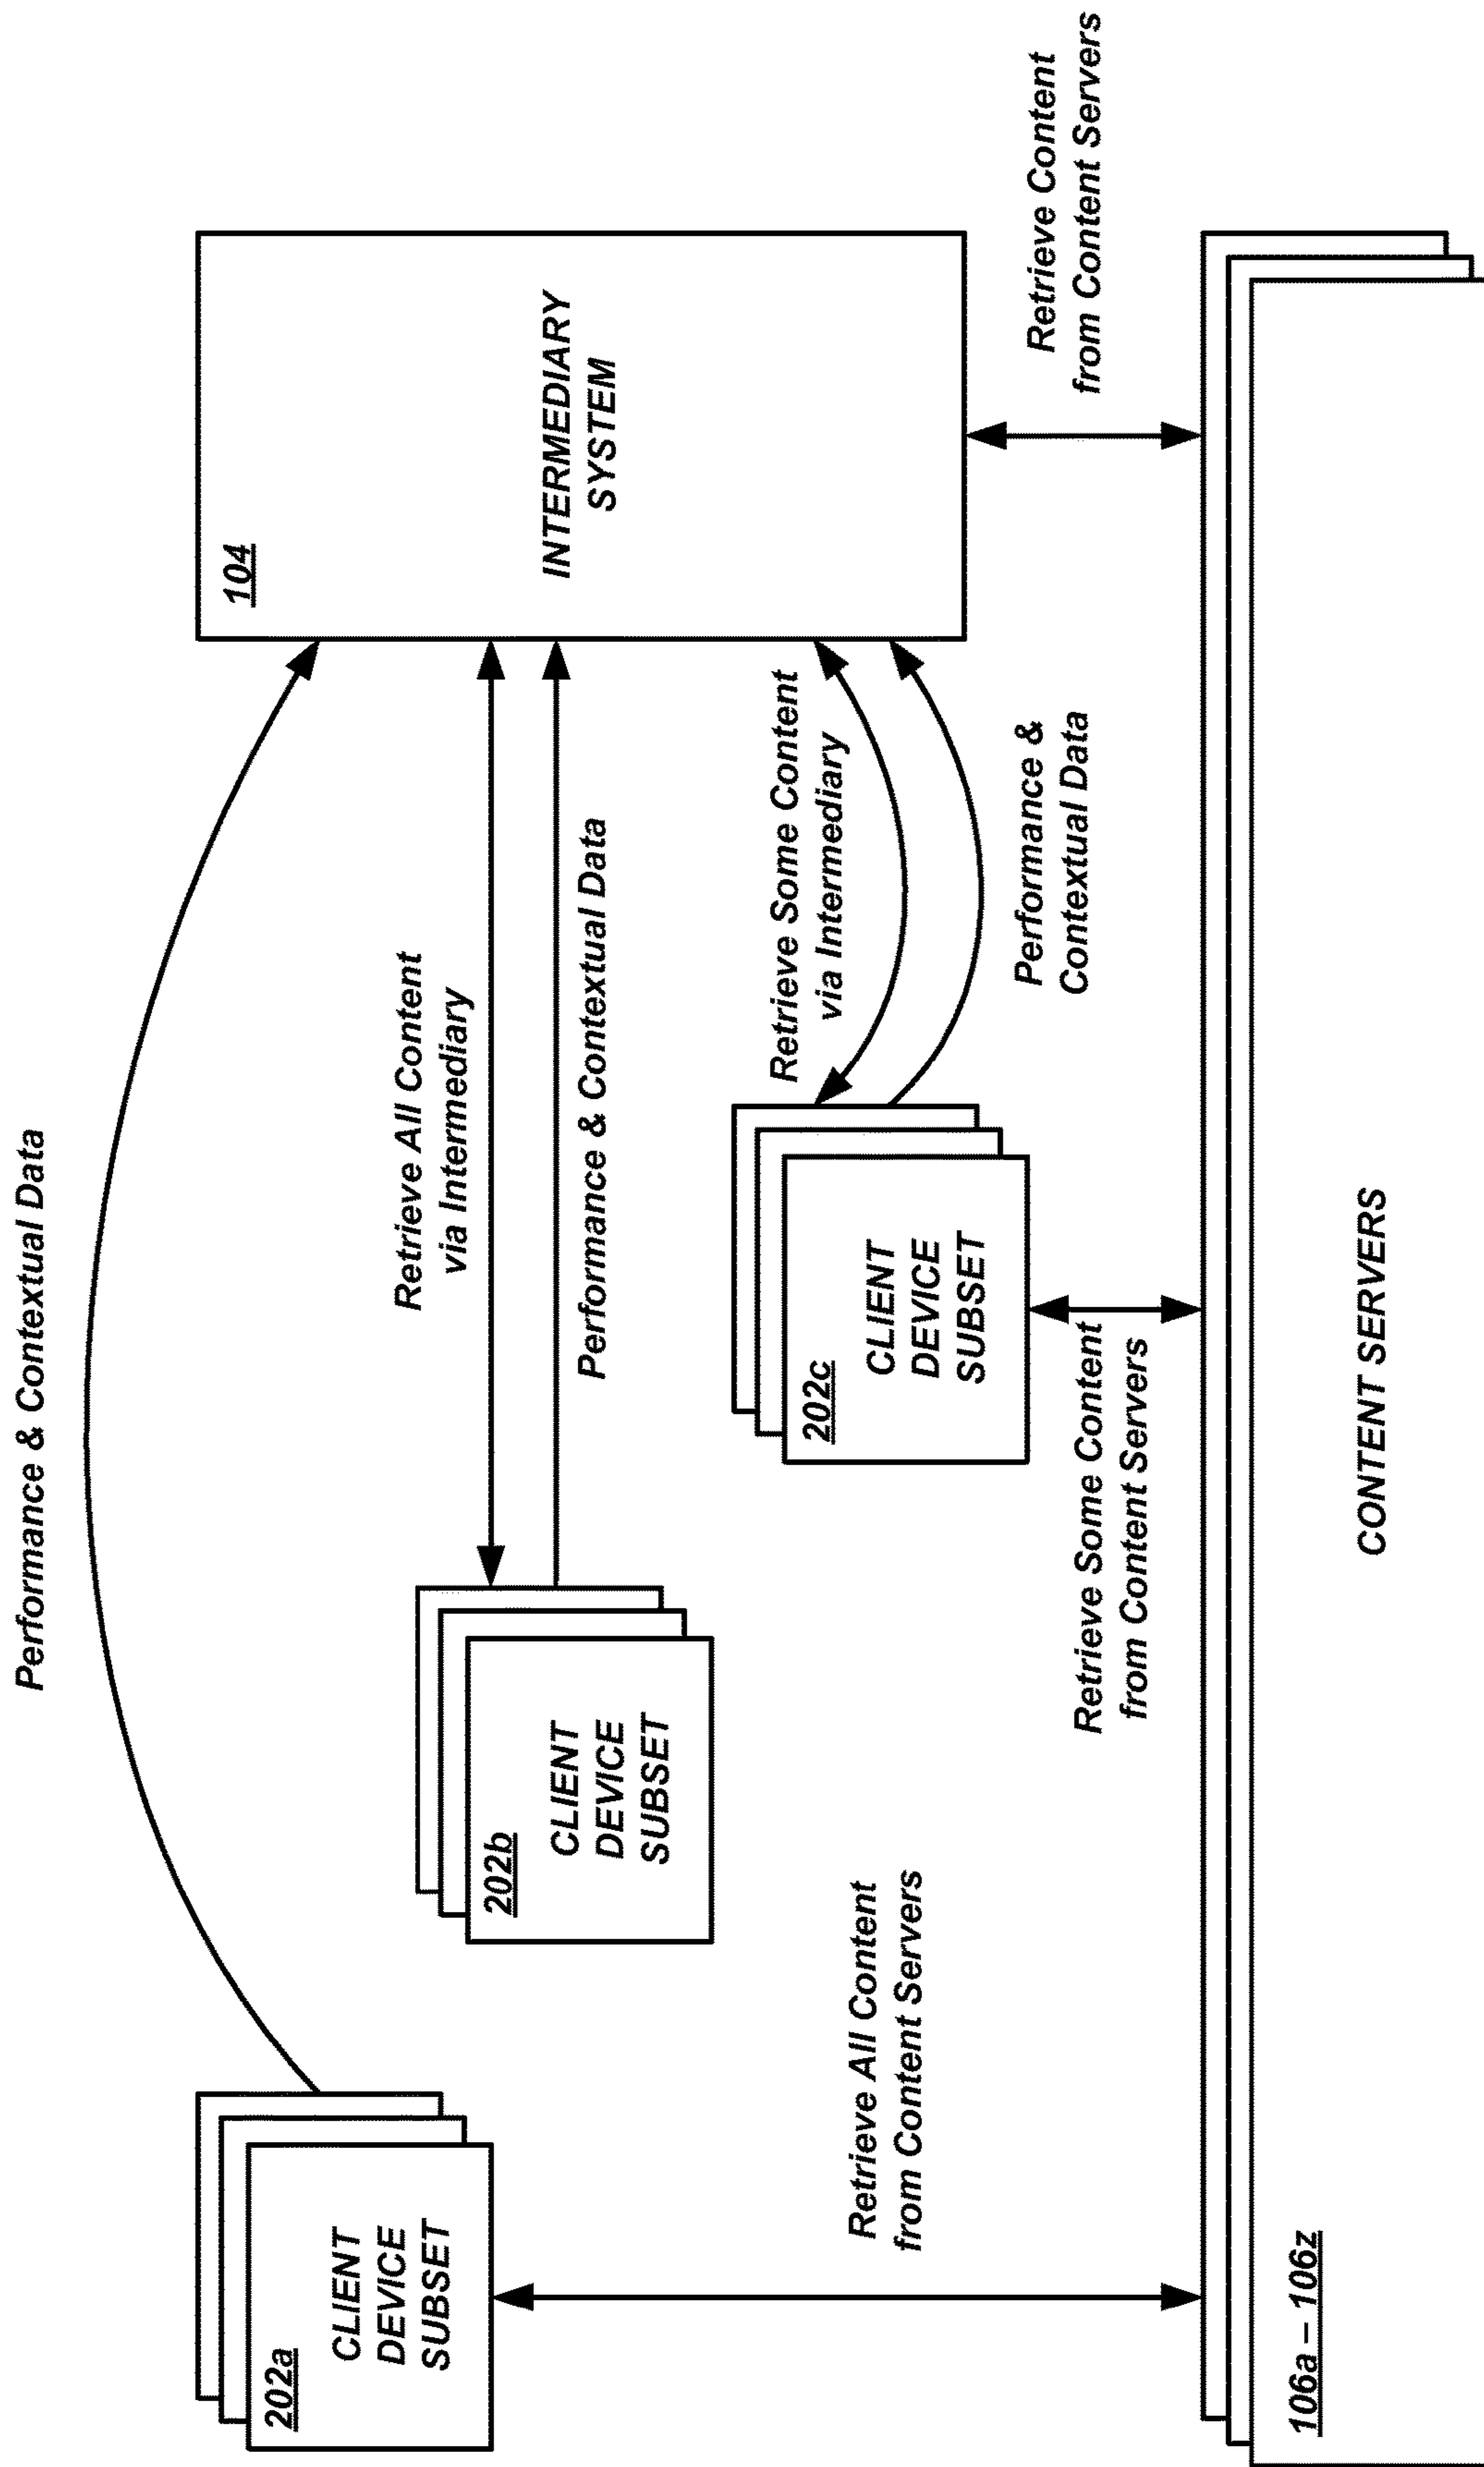 Performance & Contextual Data
202a
CLIENT
DEVICE
SUBSET
104
INTERMEDIARY
SYSTEM
Retrieve All Content
via Intermediary
202b
CLIENT
DEVICE
SUBSET
Performance & Contextual Data
Retrieve Some Content
via Intermediary
202c
CLIENT
DEVICE
SUBSET
Performance &
Contextual Data
Retrieve All Content
from Content Servers
Retrieve Some Content
from Content Servers
Retrieve Content
from Content Servers
106a – 106z
CONTENT SERVERS